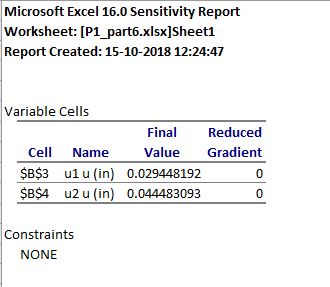 Microsoft Excel 16.0 Sensitivity Report
Worksheet: [P1_part6.xlsx]Sheet1
Report Created: 15-10-2018 12:24:47
Variable Cells
Final Reduced
Cell Name Value Gradient
$B$3 u1 u (in) 0.029448192 0
$B$4 u2 u (in) 0.044483093 0
Constraints
NONE